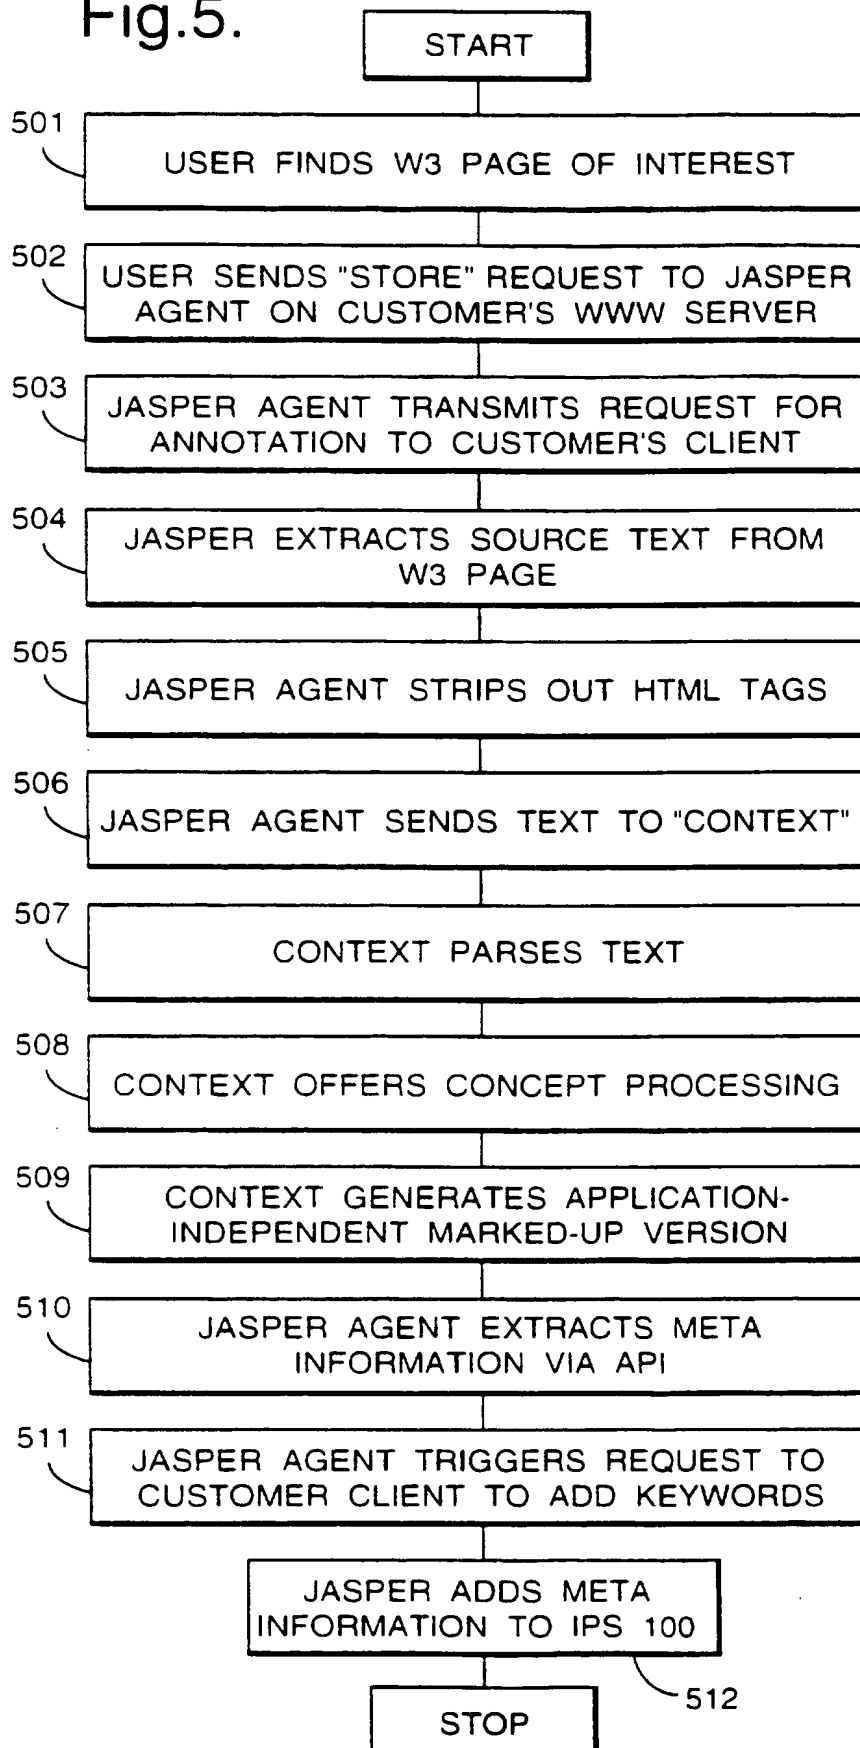 Fig.5.
START
501
USER FINDS W3 PAGE OF INTEREST
502
USER SENDS "STORE" REQUEST TO JASPER
AGENT ON CUSTOMER'S WWW SERVER
503
JASPER AGENT TRANSMITS REQUEST FOR
ANNOTATION TO CUSTOMER'S CLIENT
504
JASPER EXTRACTS SOURCE TEXT FROM
W3 PAGE
505
JASPER AGENT STRIPS OUT HTML TAGS
506
JASPER AGENT SENDS TEXT TO "CONTEXT"
507
CONTEXT PARSES TEXT
508
CONTEXT OFFERS CONCEPT PROCESSING
509
CONTEXT GENERATES APPLICATION-
INDEPENDENT MARKED-UP VERSION
510
JASPER AGENT EXTRACTS META
INFORMATION VIA API
511
JASPER AGENT TRIGGERS REQUEST TO
CUSTOMER CLIENT TO ADD KEYWORDS
JASPER ADDS META
INFORMATION TO IPS 100
512
STOP